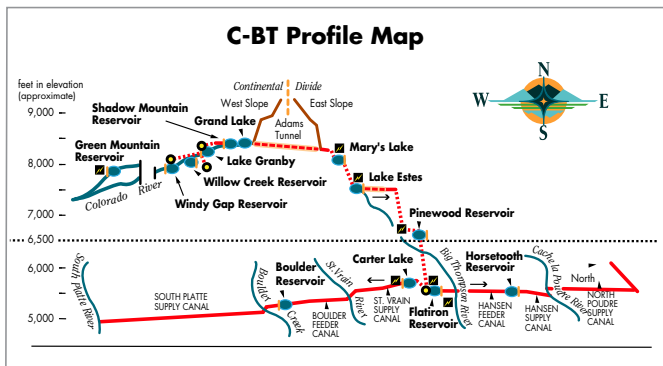 C-BT Profile Map
feet in elevation
(approximate)
9,000
8,000
7,000
6,500
6,000
5,000
Continental Divide
West Slope
East Slope
Adams
Tunnel
N
W
E
S
Shadow Mountain
Reservoir
Grand Lake
Green Mountain
Reservoir
Lake Granby
Willow Creek Reservoir
Windy Gap Reservoir
Colorado River
Mary's Lake
Lake Estes
Pinewood Reservoir
South Platte River
SOUTH PLATTE
SUPPLY CANAL
Boulder
Creek
Boulder
Reservoir
BOULDER
FEEDER
CANAL
St. Vrain
River
ST. VRAIN
SUPPLY
CANAL
Carter Lake
Flatiron
Reservoir
Big Thompson River
HANSEN
FEEDER
CANAL
Horsetooth
Reservoir
HANSEN
SUPPLY
CANAL
Cache la Poudre River
North
NORTH
POUDRE
SUPPLY
CANAL